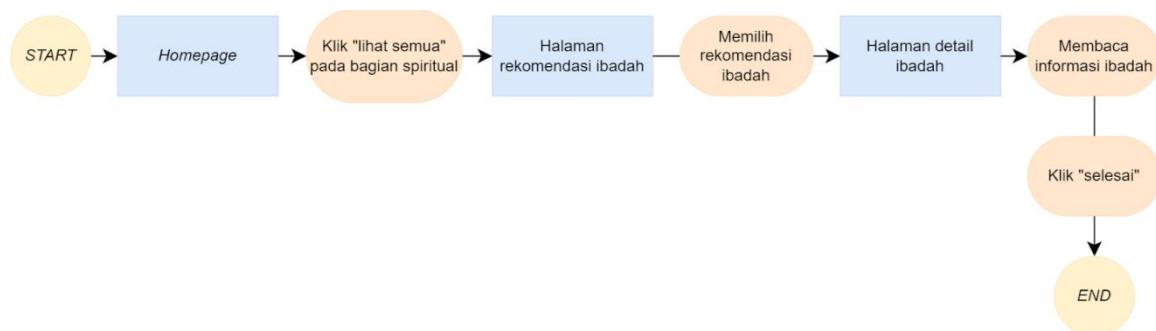 START
Homepage
Klik "lihat semua"
pada bagian spiritual
Halaman
rekomendasi ibadah
Memilih
rekomendasi
ibadah
Halaman detail
ibadah
Membaca
informasi ibadah
Klik "selesai"
END